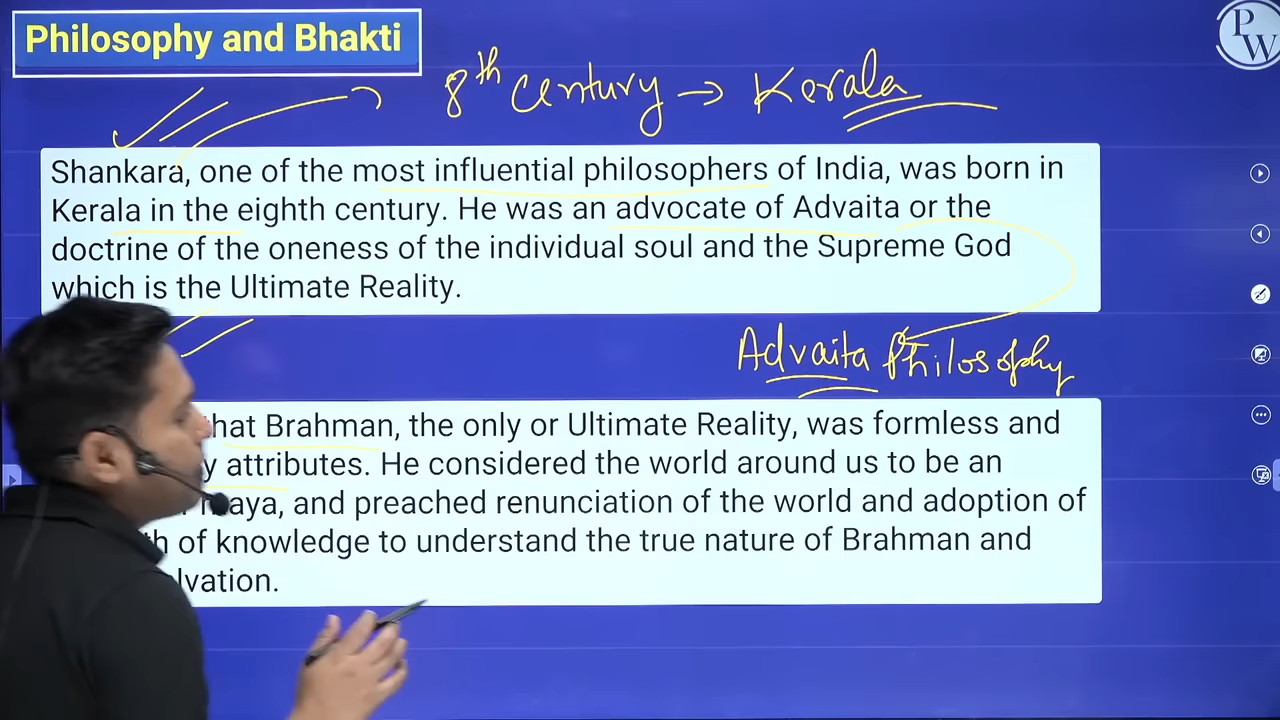 Philosophy and Bhakti
PW
8th century → Kerala
Shankara, one of the most influential philosophers of India, was born in
Kerala in the eighth century. He was an advocate of Advaita or the
doctrine of the oneness of the individual soul and the Supreme God
which is the Ultimate Reality.
Advaita Philosophy
that Brahman, the only or Ultimate Reality, was formless and
attributes. He considered the world around us to be an
maya, and preached renunciation of the world and adoption of
of knowledge to understand the true nature of Brahman and